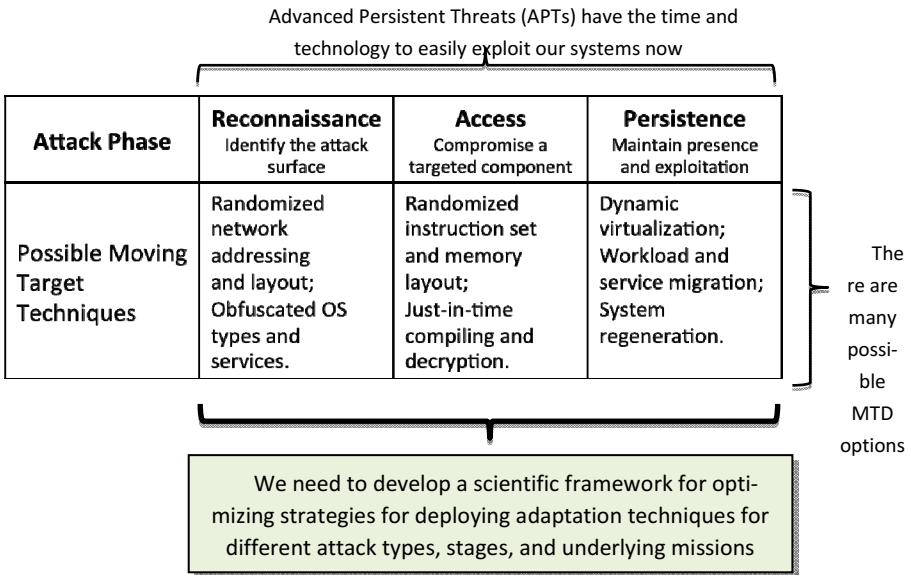 Advanced Persistent Threats (APTs) have the time and
technology to easily exploit our systems now
Attack Phase
Reconnaissance
Identify the attack
surface
Access
Compromise a
targeted component
Persistence
Maintain presence
and exploitation
Possible Moving
Target
Techniques
Randomized
network
addressing
and layout;
Obfuscated OS
types and
services.
Randomized
instruction set
and memory
layout;
Just-in-time
compiling and
decryption.
Dynamic
virtualization;
Workload and
service migration;
System
regeneration.
The
re are
many
possi-
ble
MTD
options
We need to develop a scientific framework for opti-
mizing strategies for deploying adaptation techniques for
different attack types, stages, and underlying missions